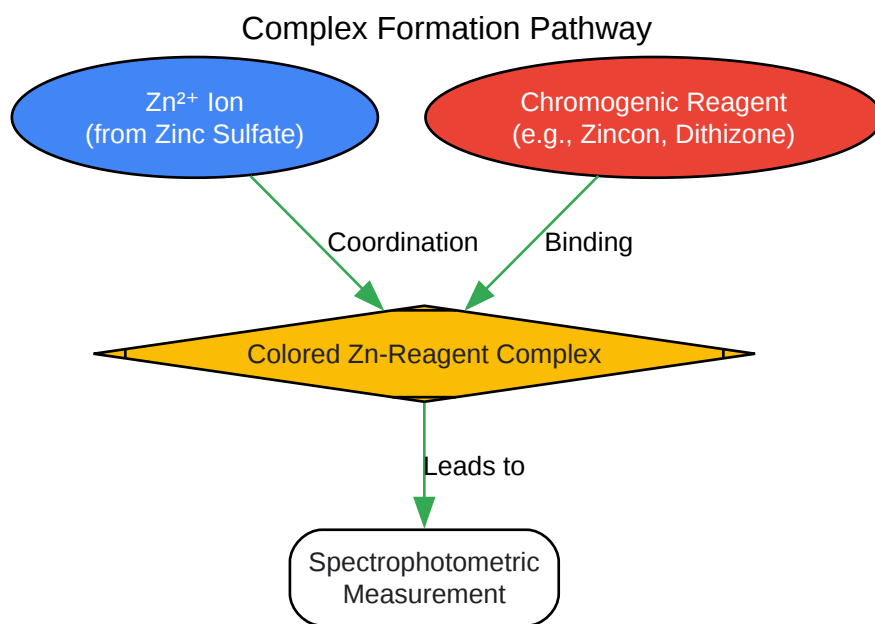 Complex Formation Pathway
Zn²⁺ Ion
(from Zinc Sulfate)
Chromogenic Reagent
(e.g., Zincon, Dithizone)
Coordination
Binding
Colored Zn-Reagent Complex
Leads to
Spectrophotometric
Measurement